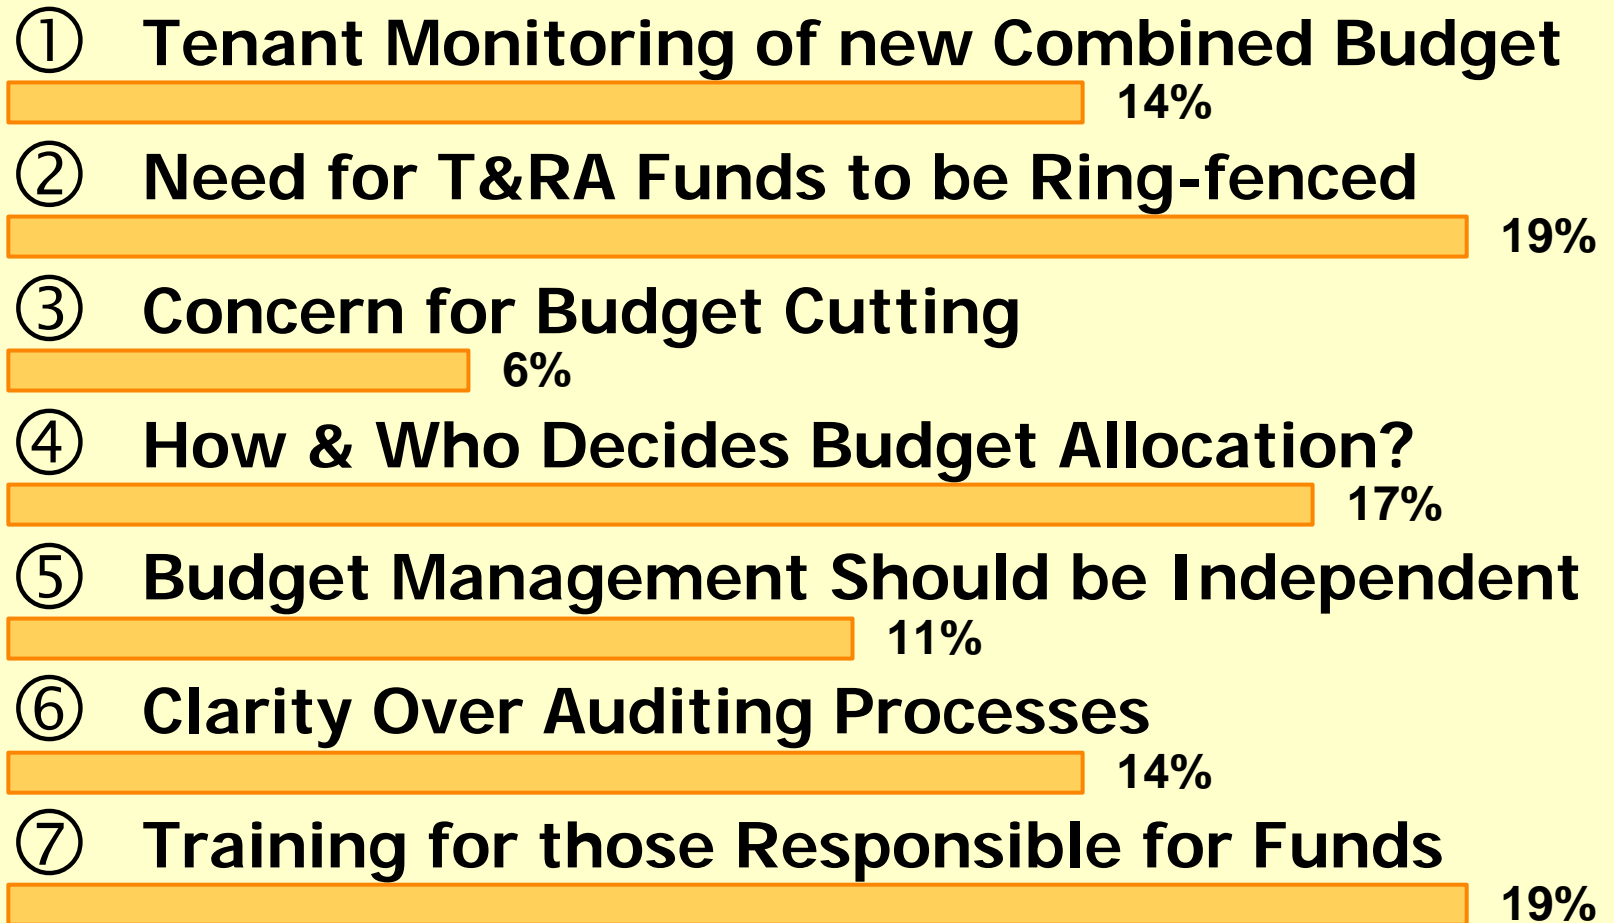 ① Tenant Monitoring of new Combined Budget
14%
② Need for T&RA Funds to be Ring-fenced
19%
③ Concern for Budget Cutting
6%
④ How & Who Decides Budget Allocation?
17%
⑤ Budget Management Should be Independent
11%
⑥ Clarity Over Auditing Processes
14%
⑦ Training for those Responsible for Funds
19%